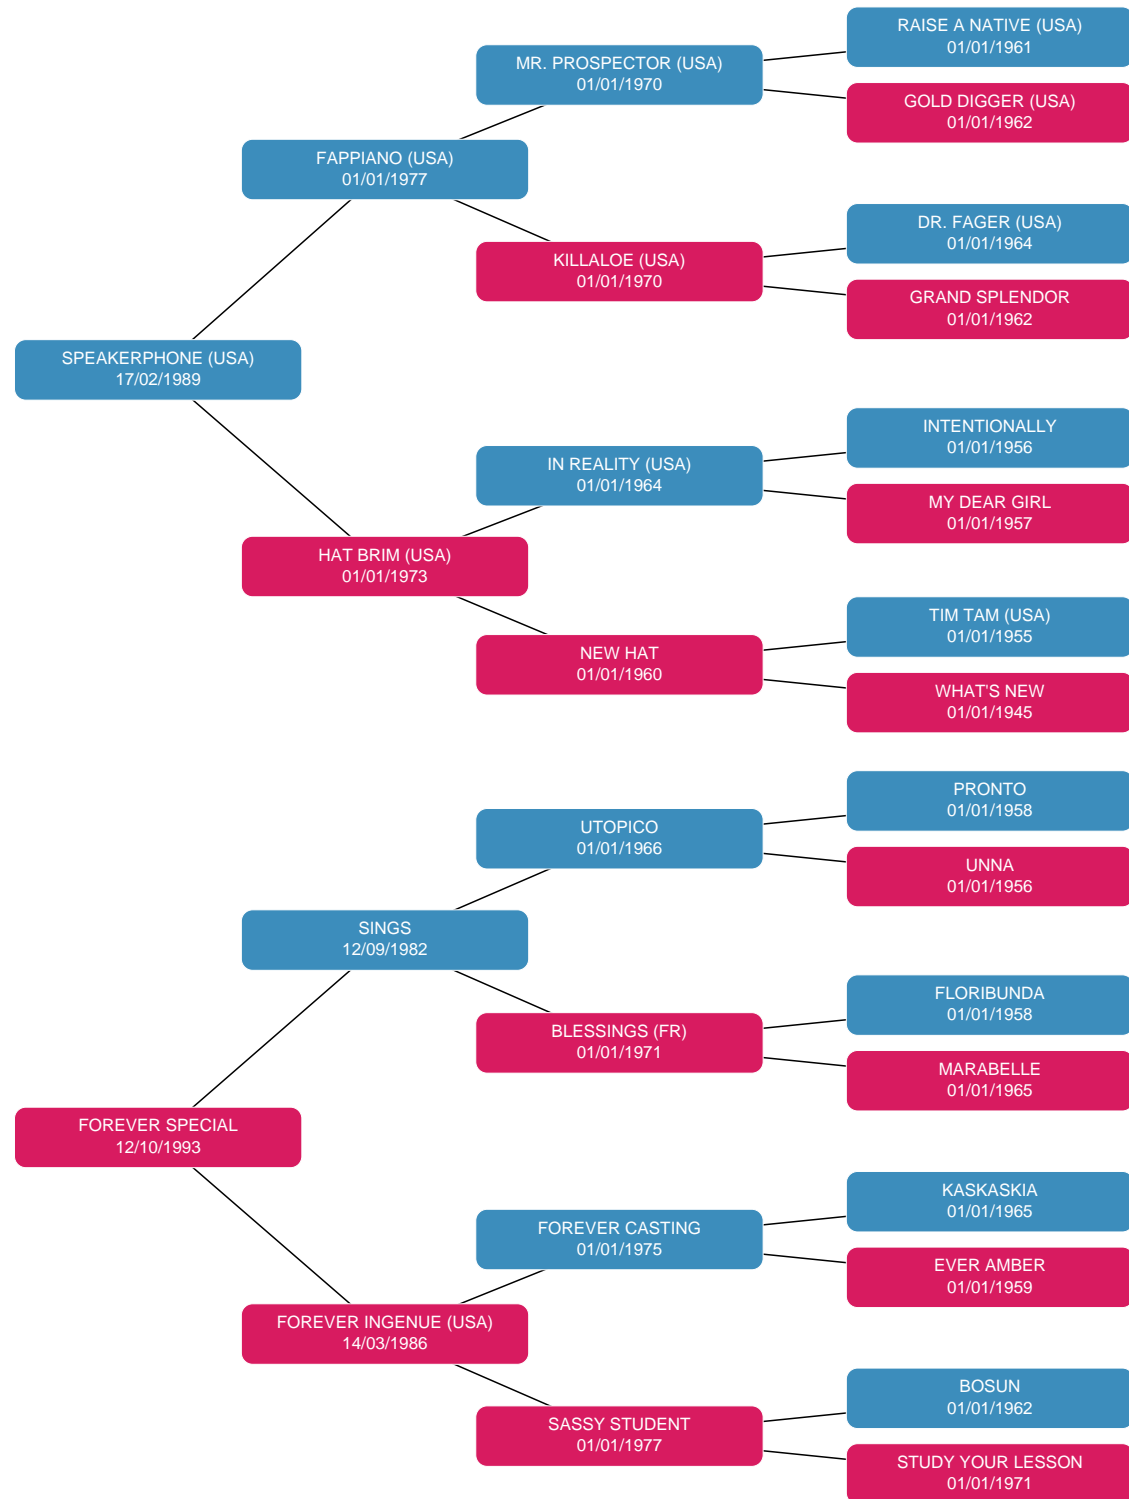 RAISE A NATIVE (USA)
01/01/1961
MR. PROSPECTOR (USA)
01/01/1970
GOLD DIGGER (USA)
01/01/1962
FAPPIANO (USA)
01/01/1977
DR. FAGER (USA)
01/01/1964
KILLALOE (USA)
01/01/1970
GRAND SPLENDOR
01/01/1962
SPEAKERPHONE (USA)
17/02/1989
INTENTIONALLY
01/01/1956
IN REALITY (USA)
01/01/1964
MY DEAR GIRL
01/01/1957
HAT BRIM (USA)
01/01/1973
TIM TAM (USA)
01/01/1955
NEW HAT
01/01/1960
WHAT'S NEW
01/01/1945
PRONTO
01/01/1958
UTOPICO
01/01/1966
UNNA
01/01/1956
SINGS
12/09/1982
FLORIBUNDA
01/01/1958
BLESSINGS (FR)
01/01/1971
MARABELLE
01/01/1965
FOREVER SPECIAL
12/10/1993
KASKASKIA
01/01/1965
FOREVER CASTING
01/01/1975
EVER AMBER
01/01/1959
FOREVER INGENUE (USA)
14/03/1986
BOSUN
01/01/1962
SASSY STUDENT
01/01/1977
STUDY YOUR LESSON
01/01/1971